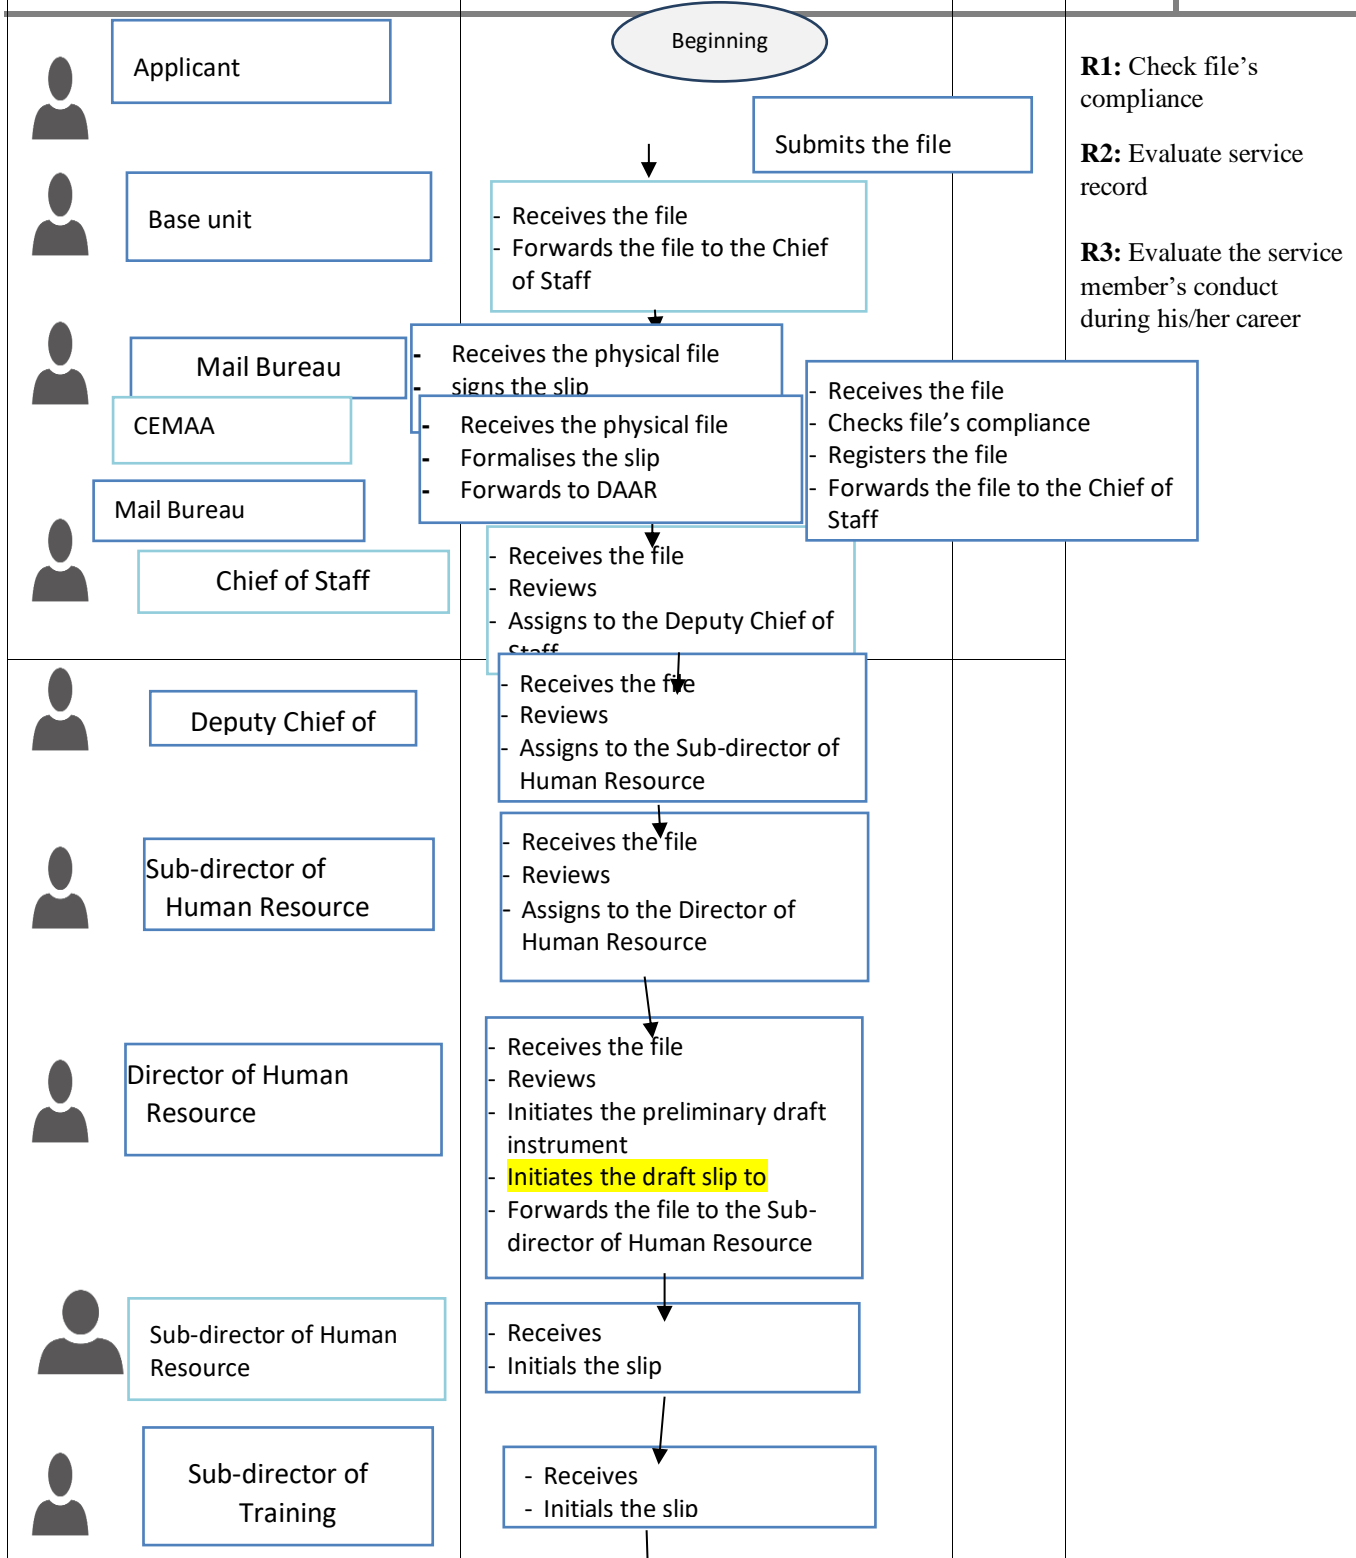 Beginning
Applicant
Submits the file
R1: Check file's
compliance
R2: Evaluate service
record
R3: Evaluate the service
member's conduct
during his/her career
Base unit
- Receives the file
- Forwards the file to the Chief
of Staff
Mail Bureau
- Receives the physical file
- signs the slip
CEMAA
- Receives the physical file
- Formalises the slip
- Forwards to DAAR
- Receives the file
- Checks file's compliance
- Registers the file
- Forwards the file to the Chief of
Staff
Mail Bureau
Chief of Staff
- Receives the file
- Reviews
- Assigns to the Deputy Chief of
Staff
Deputy Chief of
- Receives the file
- Reviews
- Assigns to the Sub-director of
Human Resource
Sub-director of
Human Resource
- Receives the file
- Reviews
- Assigns to the Director of
Human Resource
Director of Human
Resource
- Receives the file
- Reviews
- Initiates the preliminary draft
instrument
- Initiates the draft slip to
- Forwards the file to the Sub-
director of Human Resource
Sub-director of Human
Resource
- Receives
- Initials the slip
Sub-director of
Training
- Receives
- Initials the slip